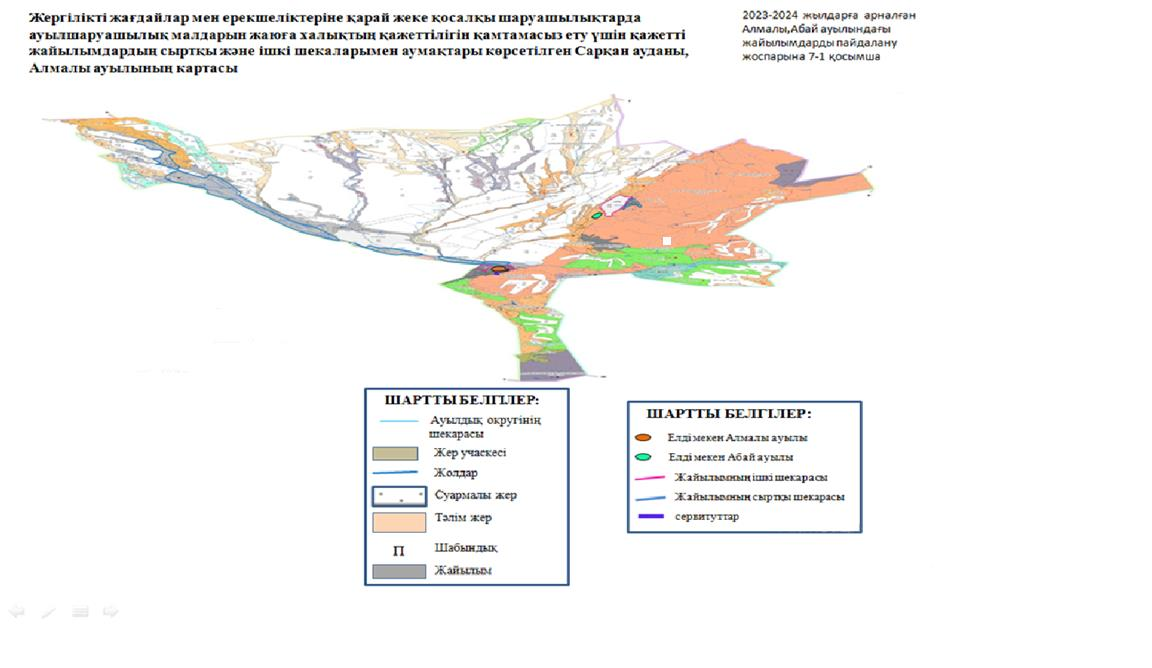 Жергілікті жағдайлар мен ерекшеліктеріне қарай жеке қосалқы шаруашылықтарда
ауылшаруашылық малдарын жаюға халықтың қажеттілігін қамтамасыз ету үшін қажетті
жайылымдардың сыртқы және ішкі шекаларымен аумақтары көрсетілген Сарқан ауданы,
Алмалы ауылының картасы
2023-2024 жылдарға арналған
Алмалы,Абай ауылындағы
жайылымдарды пайдалану
жоспарына 7-1 қосымша
ШАРТТЫ БЕЛГІЛЕР:
Ауылдық округінің
шекарасы
Жер учаскесі
Жолдар
Суармалы жер
Тәлім жер
П Шабындық
Жайылым
ШАРТТЫ БЕЛГІЛЕР:
Елді мекен Алмалы ауылы
Елді мекен Абай ауылы
Жайылымның ішкі шекарасы
Жайылымның сыртқы шекарасы
сервитуттар